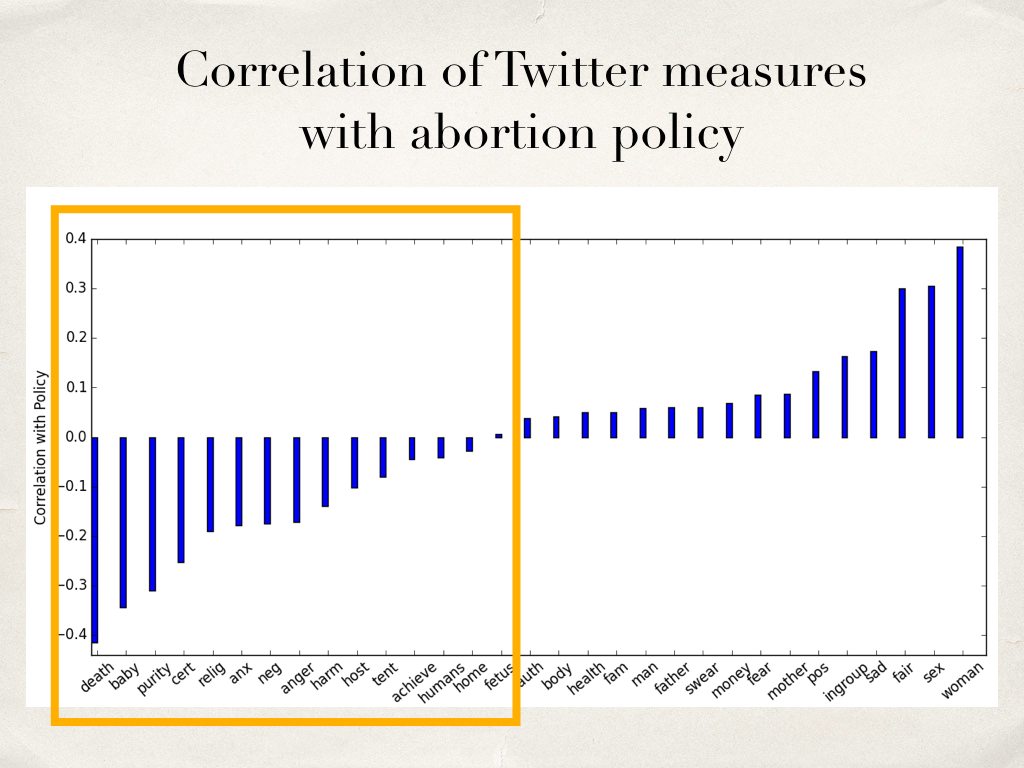 Correlation of Twitter measures
with abortion policy
Correlation with Policy
0.4
0.3
0.2
0.1
0.0
−0.1
−0.2
−0.3
−0.4
death baby purity cert relig anx neg anger harm host tent achieve humans home fetus auth body health fam man father swear money fear mother pos ingroup sad fair sex woman